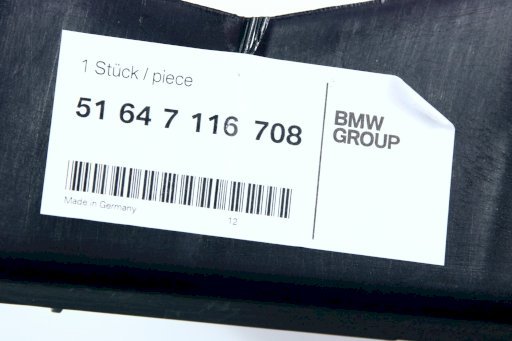 1 Stück / piece
51 64 7 116 708
BMW
GROUP
Made in Germany
12